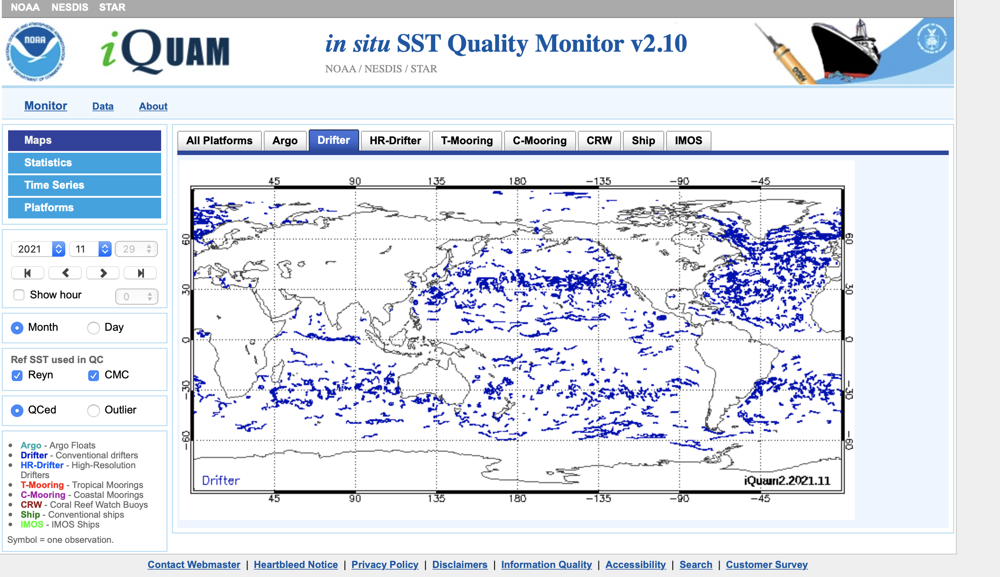 NOAA NESDIS STAR
NOAA
iQUAM
in situ SST Quality Monitor v2.10
NOAA / NESDIS / STAR
Monitor Data About
Maps
Statistics
Time Series
Platforms
2021 11 29
Show hour 0
Month Day
Ref SST used in QC
Reyn CMC
QCed Outlier
Argo - Argo Floats
Drifter - Conventional drifters
HR-Drifter - High-Resolution
Drifters
T-Mooring - Tropical Moorings
C-Mooring - Coastal Moorings
CRW - Coral Reef Watch Buoys
Ship - Conventional ships
IMOS - IMOS Ships
Symbol = one observation.
All Platforms Argo Drifter HR-Drifter T-Mooring C-Mooring CRW Ship IMOS
45 90 135 180 -135 -90 -45
60 60
30 30
0 0
-30 -30
-60 -60
Drifter iQuam2.2021.11
45 90 135 180 -135 -90 -45
Contact Webmaster | Heartbleed Notice | Privacy Policy | Disclaimers | Information Quality | Accessibility | Search | Customer Survey